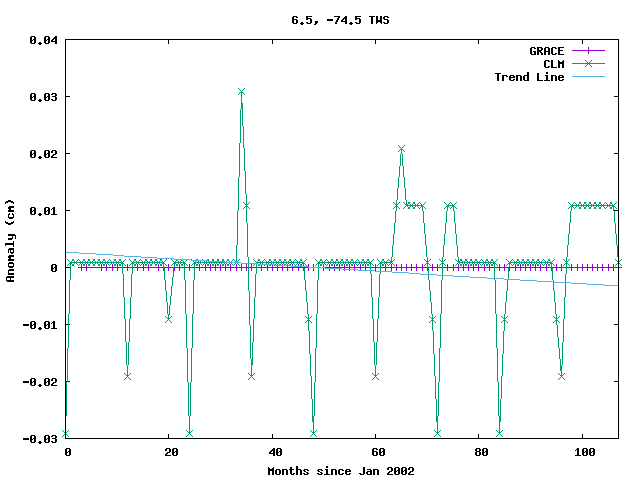 6.5, -74.5 TWS
GRACE
CLM
Trend Line
0.04
0.03
0.02
0.01
0
-0.01
-0.02
-0.03
Anomaly (cm)
0 20 40 60 80 100
Months since Jan 2002